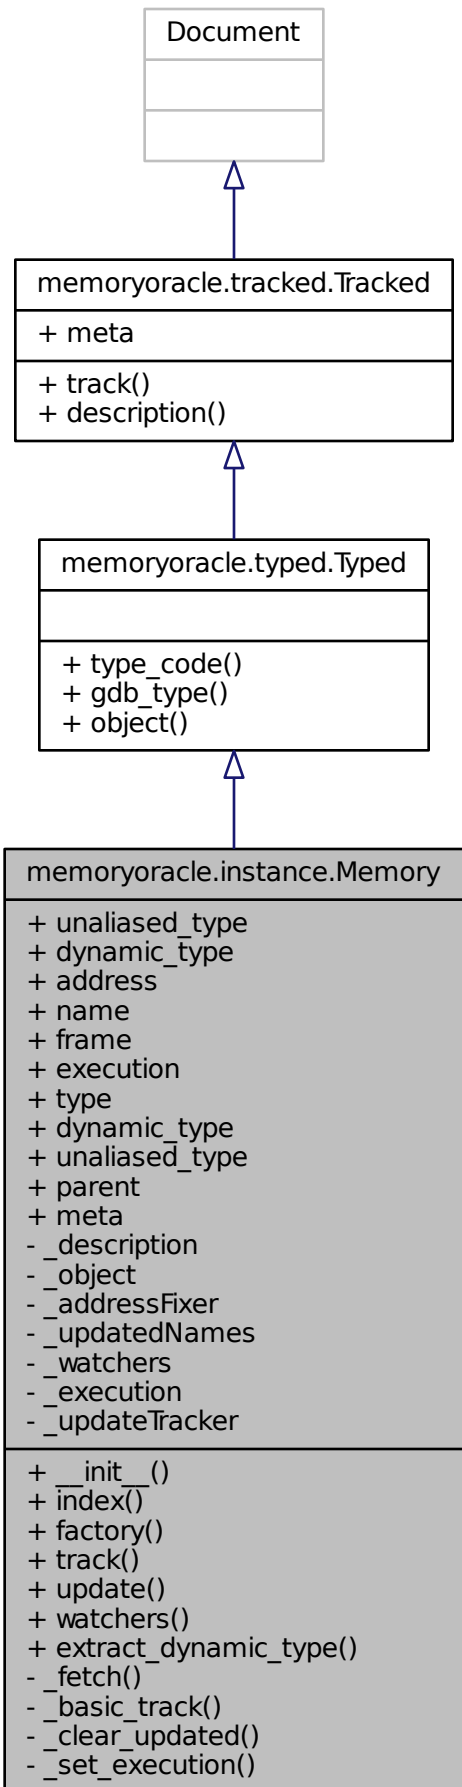 Document
memoryoracle.tracked.Tracked
+ meta
+ track()
+ description()
memoryoracle.typed.Typed
+ type_code()
+ gdb_type()
+ object()
memoryoracle.instance.Memory
+ unaliased_type
+ dynamic_type
+ address
+ name
+ frame
+ execution
+ type
+ dynamic_type
+ unaliased_type
+ parent
+ meta
- _description
- _object
- _addressFixer
- _updatedNames
- _watchers
- _execution
- _updateTracker
+ __init__()
+ index()
+ factory()
+ track()
+ update()
+ watchers()
+ extract_dynamic_type()
- _fetch()
- _basic_track()
- _clear_updated()
- _set_execution()